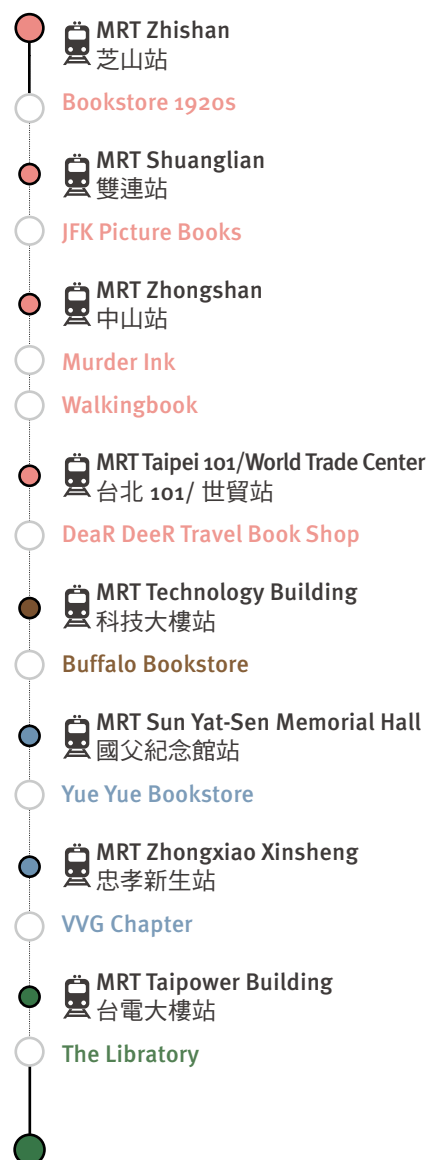 MRT Zhishan
芝山站
Bookstore 1920s
MRT Shuanglian
雙連站
JFK Picture Books
MRT Zhongshan
中山站
Murder Ink
Walkingbook
MRT Taipei 101/World Trade Center
台北 101/ 世貿站
DeaR DeeR Travel Book Shop
MRT Technology Building
科技大樓站
Buffalo Bookstore
MRT Sun Yat-Sen Memorial Hall
國父紀念館站
Yue Yue Bookstore
MRT Zhongxiao Xinsheng
忠孝新生站
VVG Chapter
MRT Taipower Building
台電大樓站
The Libratory